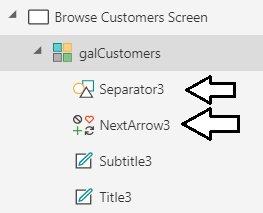 Browse Customers Screen
galCustomers
Separator3
NextArrow3
Subtitle3
Title3